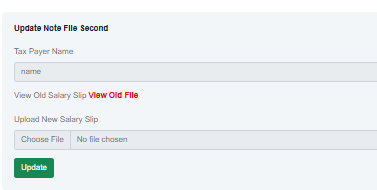 Update Note File Second
Tax Payer Name
name
View Old Salary Slip View Old File
Upload New Salary Slip
Choose File No file chosen
Update